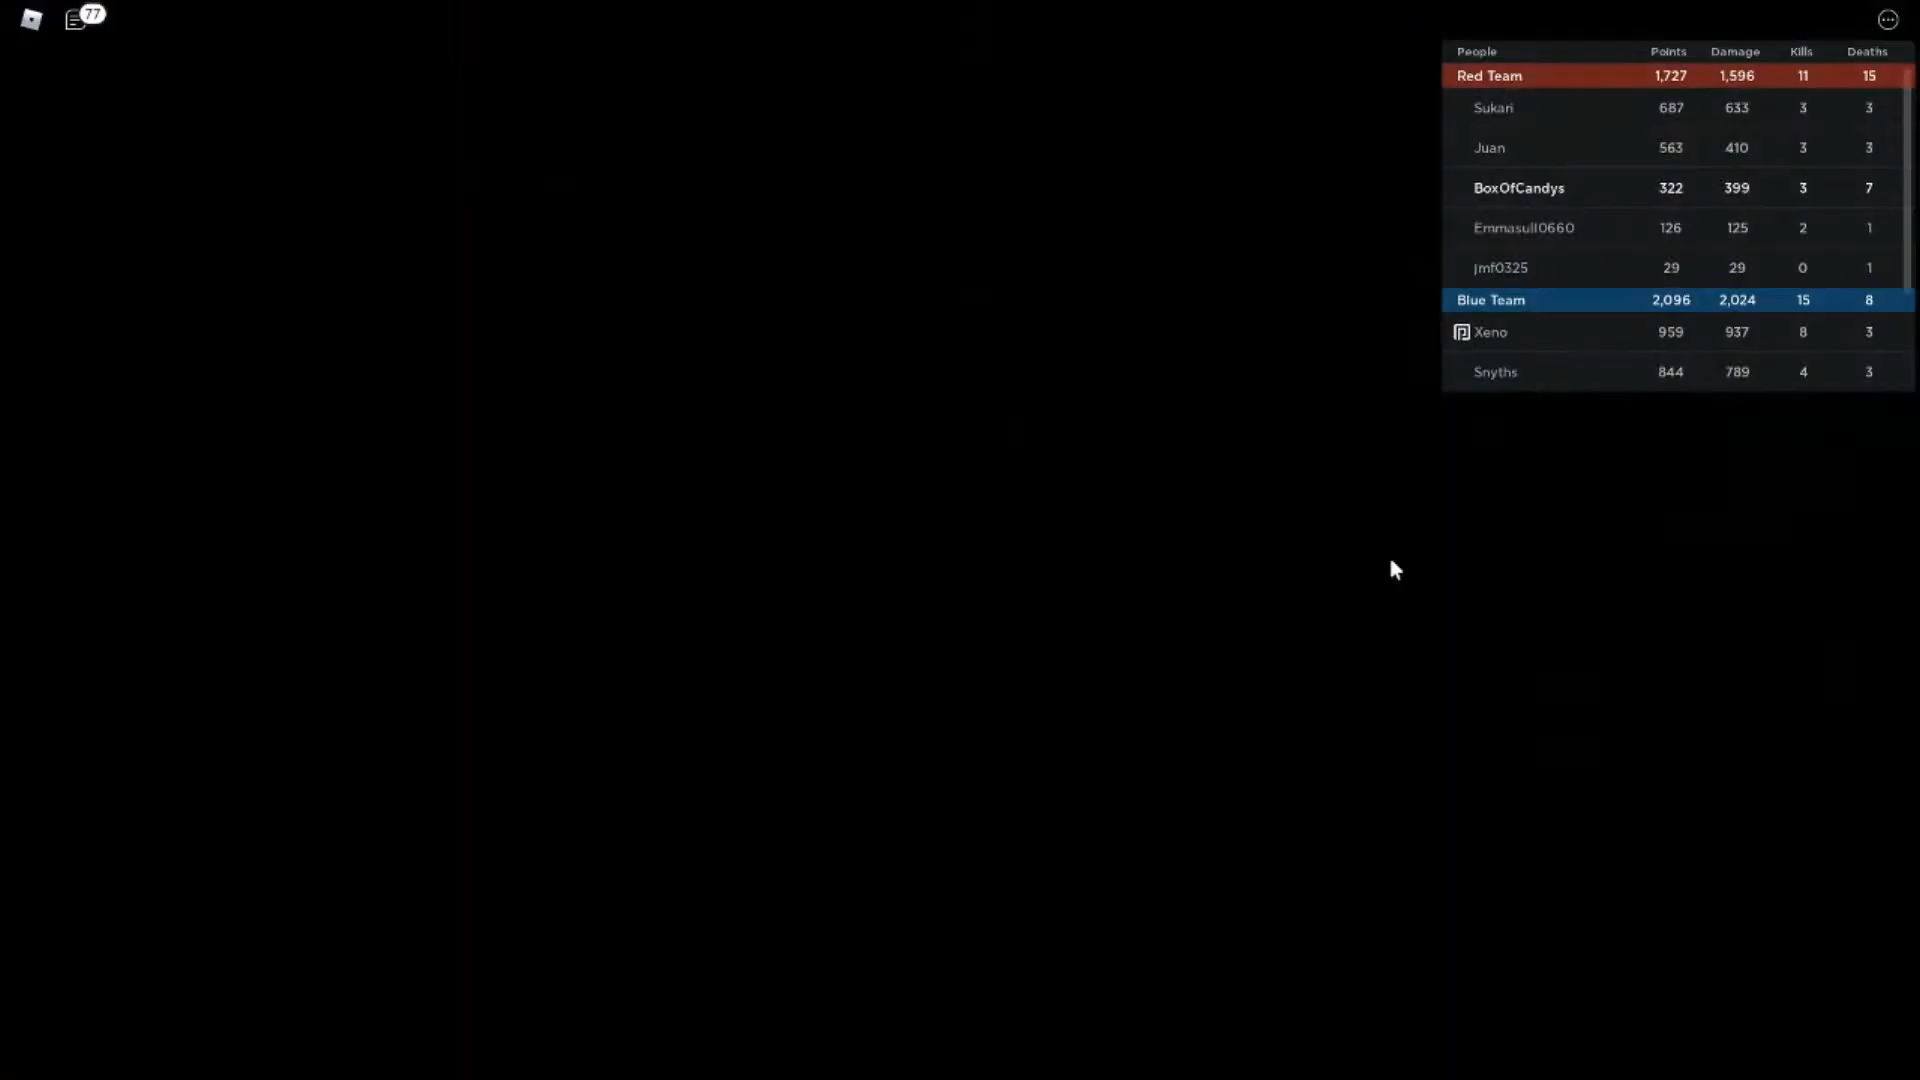 77
People Points Damage Kills Deaths
Red Team 1,727 1,596 11 15
Sukari 687 633 3 3
Juan 563 410 3 3
BoxOfCandys 322 399 3 7
Emmasull0660 126 125 2 1
jmf0325 29 29 0 1
Blue Team 2,096 2,024 15 8
Xeno 959 937 8 3
Snyths 844 789 4 3